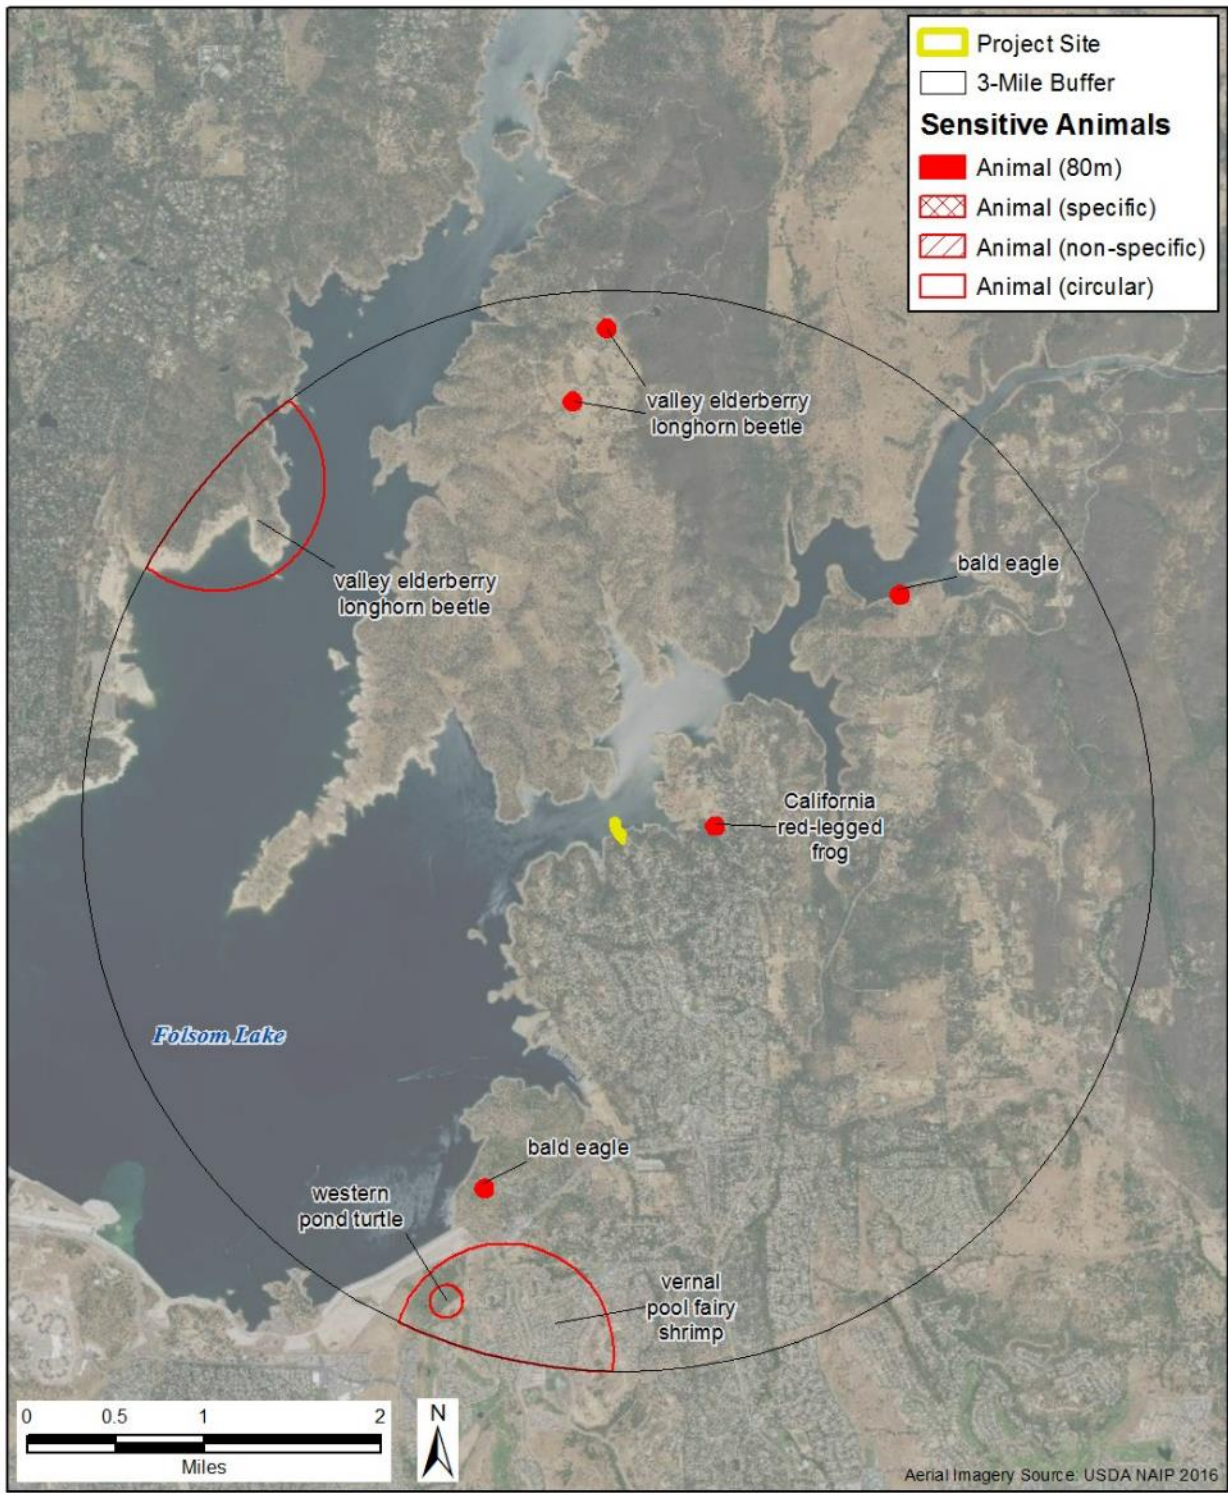 Project Site
3-Mile Buffer
Sensitive Animals
Animal (80m)
Animal (specific)
Animal (non-specific)
Animal (circular)
valley elderberry
longhorn beetle
bald eagle
valley elderberry
longhorn beetle
California
red-legged
frog
Folsom Lake
bald eagle
western
pond turtle
vernal
pool fairy
shrimp
0 0.5 1 2
Miles
N
Aerial Imagery Source: USDA NAIP 2016